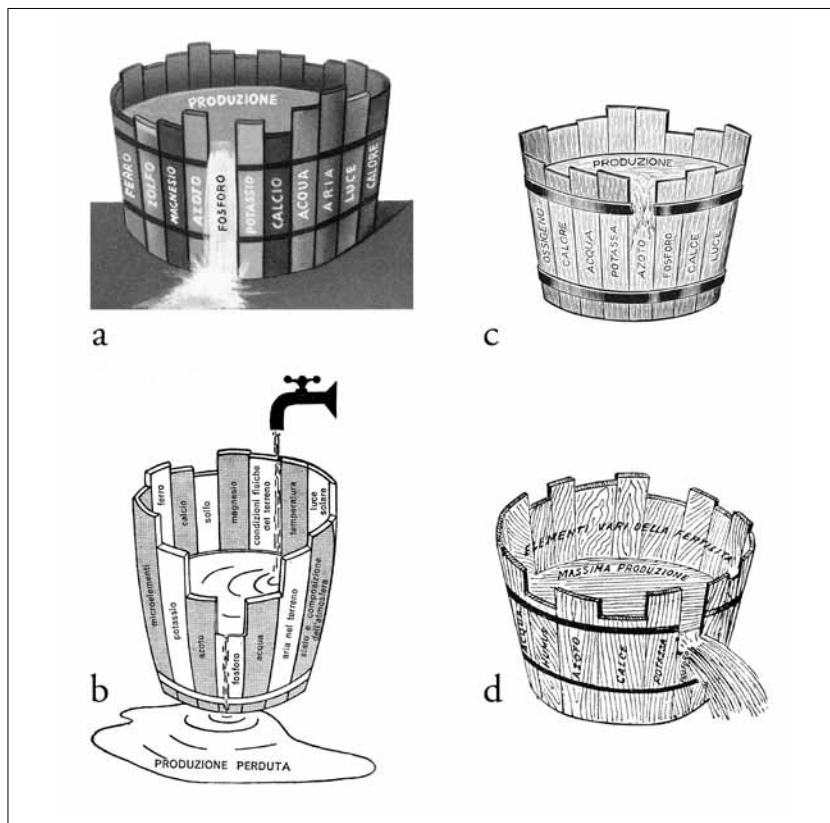 PRODUZIONE
FERRO
ZOLFO
MAGNESIO
AZOTO
FOSFORO
POTASSIO
CALCIO
ACQUA
ARIA
LUCE
CALORE
a
PRODUZIONE
OSSIGENO
CALORE
ACQUA
POTASSA
AZOTO
FOSFORO
CALCE
LUCE
c
ferro
calcio
solfo
magnesio
condizioni fisiche
del terreno
temperatura
luce
solare
microelementi
potassio
azoto
fosforo
acqua
aria nel terreno
stato e composizione
dell'atmosfera
b
PRODUZIONE PERDUTA
ELEMENTI VARI DELLA FERTILITÀ
MASSIMA PRODUZIONE
ACQUA
HUMUS
AZOTO
CALCE
POTASSA
d